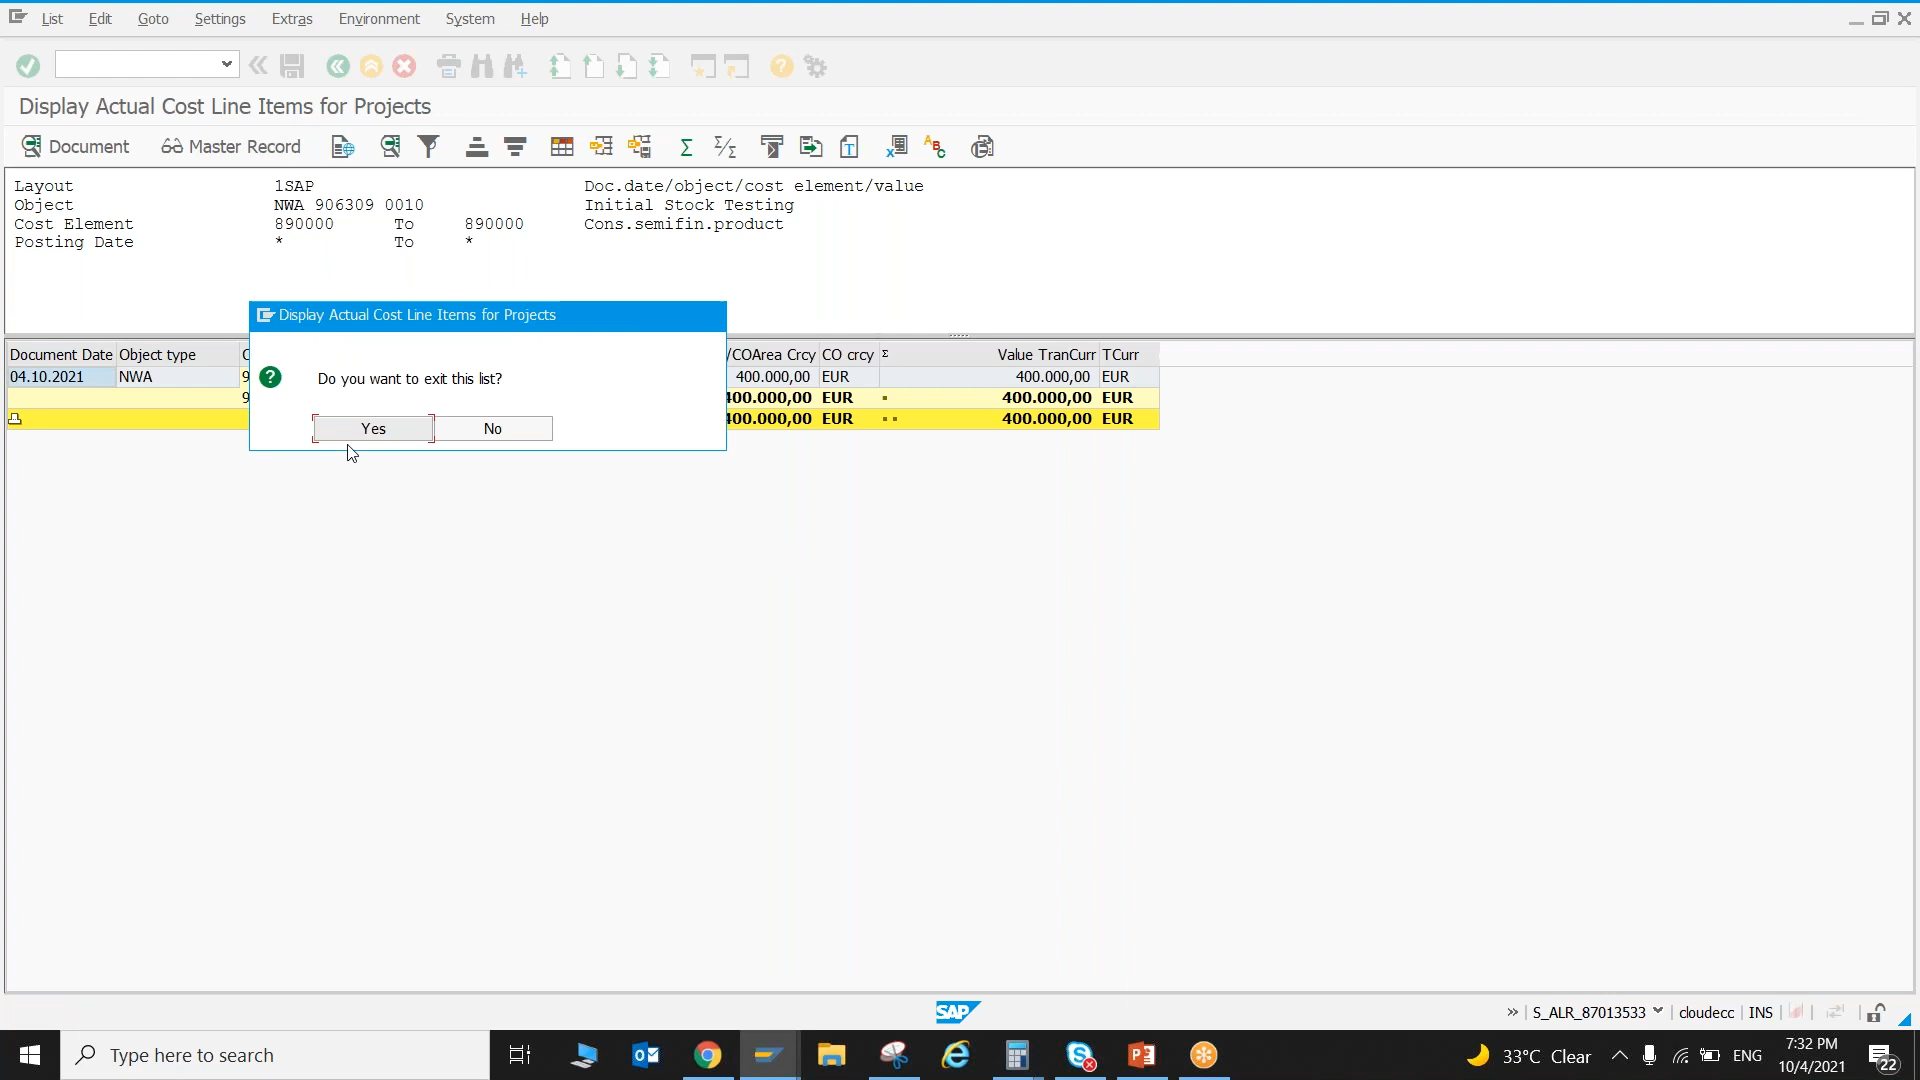 List Edit Goto Settings Extras Environment System Help
Display Actual Cost Line Items for Projects
Document Master Record
Layout 1SAP Doc.date/object/cost element/value
Object NWA 906309 0010 Initial Stock Testing
Cost Element 890000 To 890000 Cons.semifin.product
Posting Date * To *
Display Actual Cost Line Items for Projects
Do you want to exit this list?
Yes No
Document Date Object type /COArea Crcy CO crcy Σ Value TranCurr TCurr
04.10.2021 NWA 9 400.000,00 EUR 400.000,00 EUR
9 400.000,00 EUR 400.000,00 EUR
400.000,00 EUR 400.000,00 EUR
SAP
S_ALR_87013533 cloudecc INS
Type here to search
33°C Clear ENG 7:32 PM
10/4/2021 22